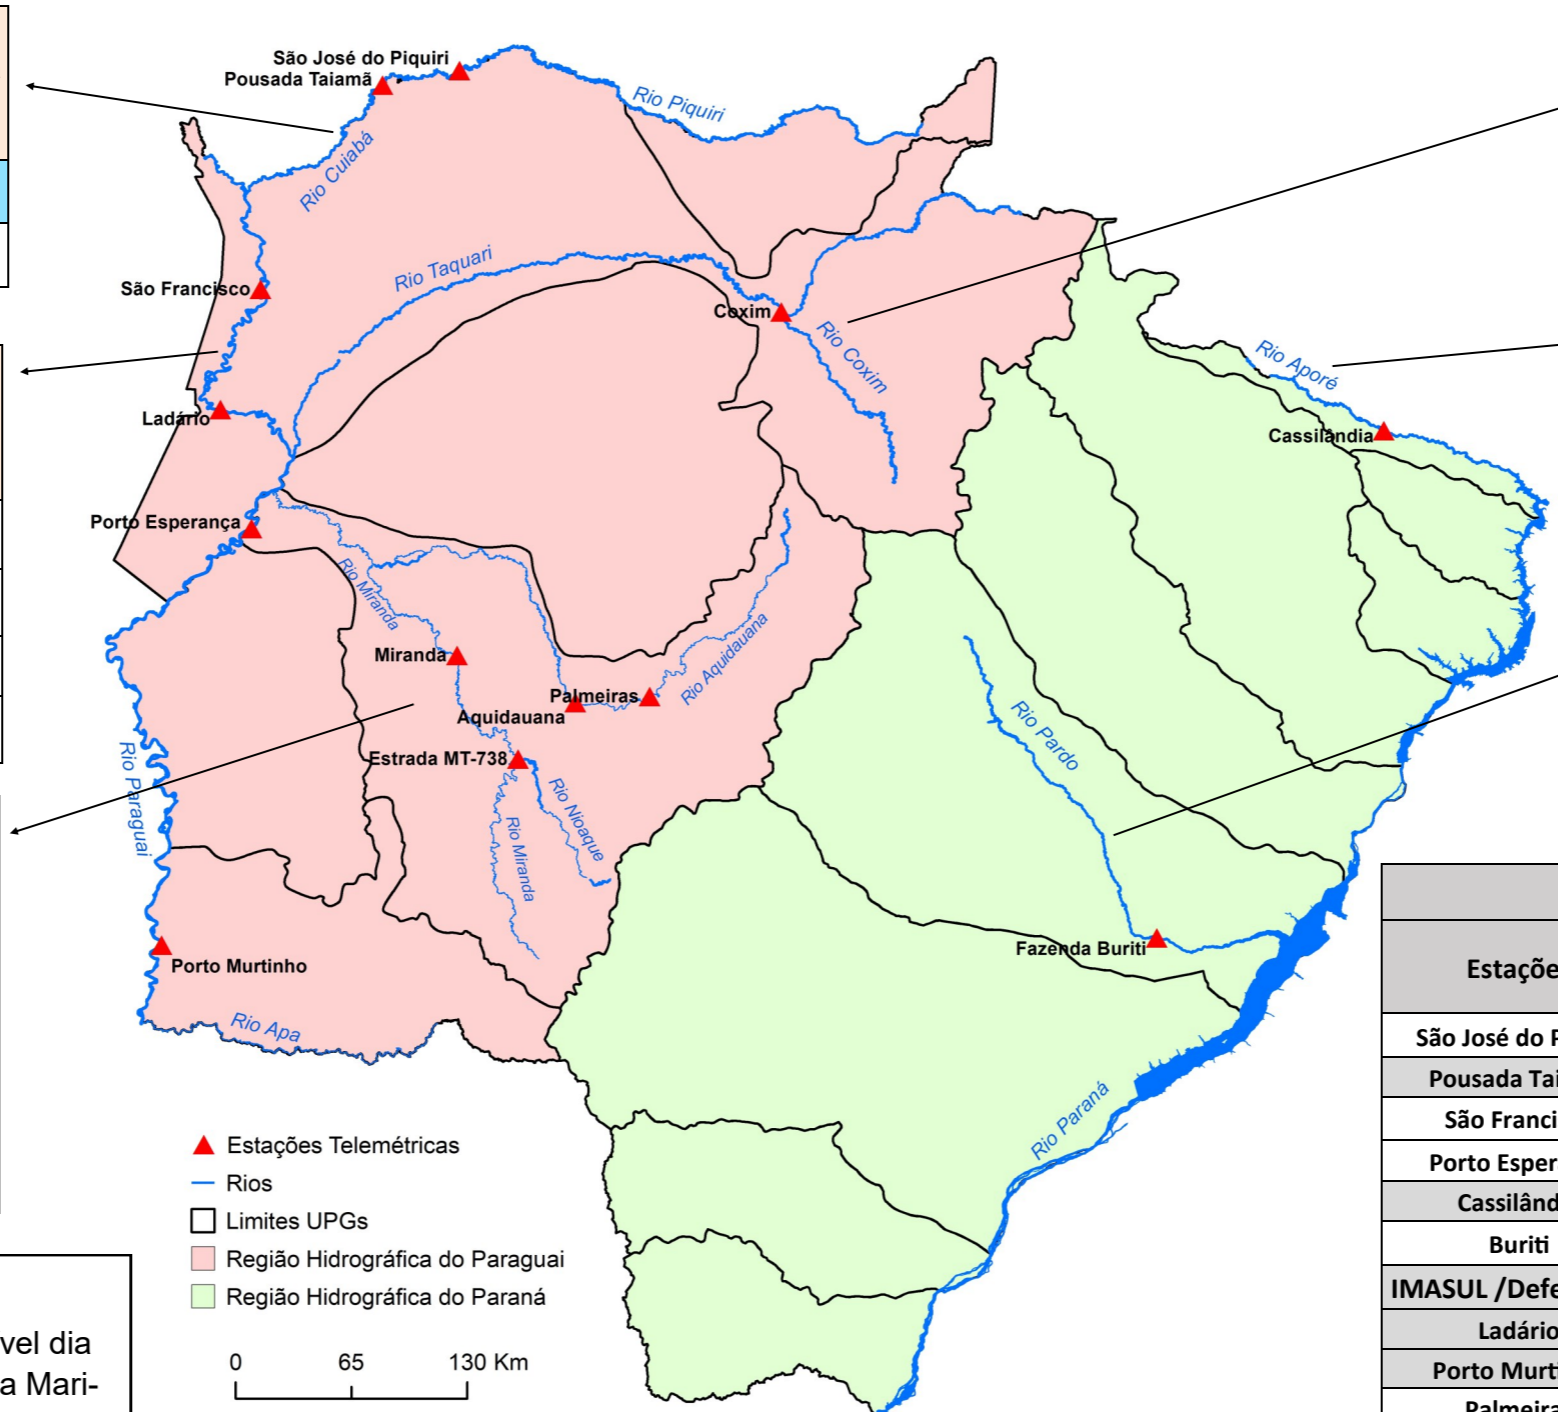 São José do Piquiri
Pousada Taiamã
Rio Piquiri
Rio Cuiabá
Rio Taquari
São Francisco
Coxim
Rio Coxim
Rio Aporé
Ladário
Cassilândia
Porto Esperança
Rio Miranda
Miranda
Rio Aquidauana
Palmeiras
Aquidauana
Rio Pardo
Estrada MT-738
Rio Paraguai
Rio Nioaque
Rio Miranda
Fazenda Buriti
Porto Murtinho
Rio Apa
Rio Paraná
Estações Telemétricas
Rios
Limites UPGs
Região Hidrográfica do Paraguai
Região Hidrográfica do Paraná
0 65 130 Km
vel dia
a Mari-
Estaçõe
São José do P
Pousada Tai
São Franci
Porto Esper
Cassilând
Buriti
IMASUL /Defe
Ladário
Porto Murt
Palmeira